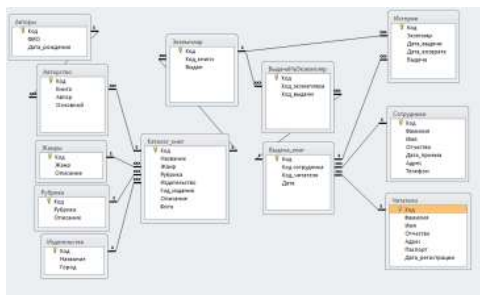 Авторы
Код
ФИО
Дата_рождения
Авторство
Код
Книга
Автор
Основной
Жанры
Код
Жанр
Описание
Рубрика
Код
Рубрика
Описание
Издательства
Код
Название
Город
Экземпляр
Код
Код_книги
Выдан
Каталог_книг
Код
Название
Жанр
Рубрика
Издательство
Год_издания
Описание
Фото
Код
Код_экземпляра
Код_выдачи
Выдача_книг
Код
Код_сотрудника
Код_читателя
Дата
История
Код
Экземпляр
Дата_выдачи
Дата_возврата
Выдача
Сотрудники
Код
Фамилия
Имя
Отчество
Дата_приема
Адрес
Телефон
Читатели
Код
Фамилия
Имя
Отчество
Адрес
Паспорт
Дата_регистрации